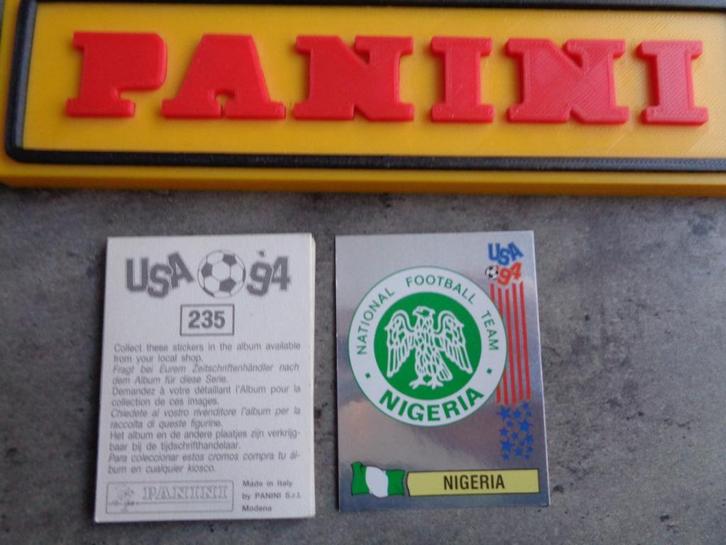 PANINI
USA '94
235
Collect these stickers in the album available
from your local shop.
Fragt bei Eurem Zeitschriftenhändler nach
dem Album für diese Serie.
Demandez à votre détaillant l'Album pour la
collection de ces images.
Chiedete al vostro rivenditore l'album per la
raccolta di queste figurine.
Het album en de andere plaatjes zijn verkrijg-
baar bij de tijdschrifthandelaar.
Para coleccionar estos cromos compra tu ál-
bum en cualquier kiosco.
PANINI
Made in Italy
by PANINI S.r.l.
Modena
USA
94
NATIONAL FOOTBALL TEAM
• NIGERIA •
NIGERIA